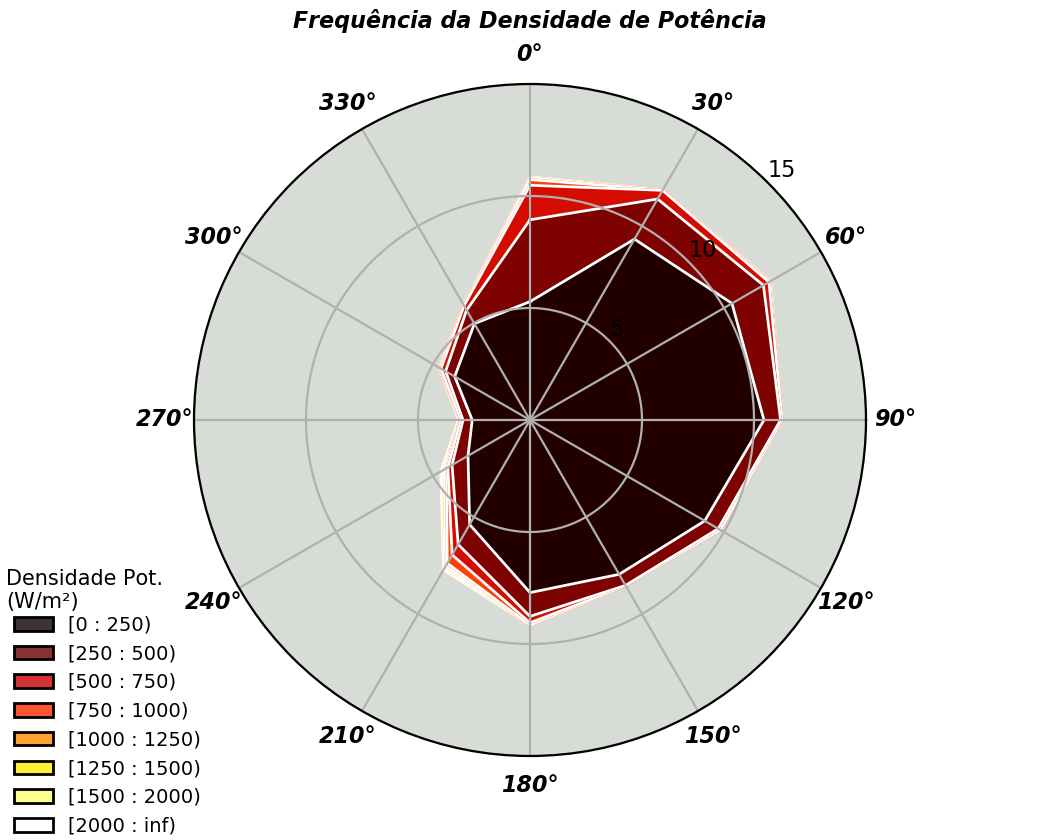 Frequência da Densidade de Potência
0°
330°
30°
15
300°
60°
10
5
270°
90°
240°
120°
210°
150°
180°
Densidade Pot.
(W/m²)
[0 : 250)
[250 : 500)
[500 : 750)
[750 : 1000)
[1000 : 1250)
[1250 : 1500)
[1500 : 2000)
[2000 : inf)